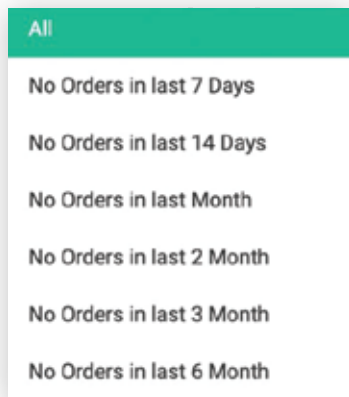 All
No Orders in last 7 Days
No Orders in last 14 Days
No Orders in last Month
No Orders in last 2 Month
No Orders in last 3 Month
No Orders in last 6 Month